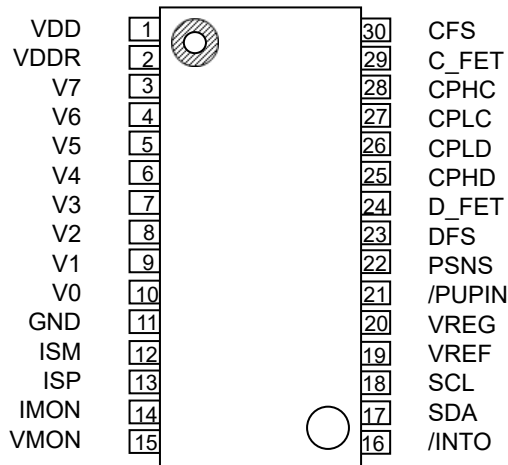 VDD 1 30 CFS
VDDR 2 29 C_FET
V7 3 28 CPHC
V6 4 27 CPLC
V5 5 26 CPLD
V4 6 25 CPHD
V3 7 24 D_FET
V2 8 23 DFS
V1 9 22 PSNS
V0 10 21 /PUPIN
GND 11 20 VREG
ISM 12 19 VREF
ISP 13 18 SCL
IMON 14 17 SDA
VMON 15 16 /INTO